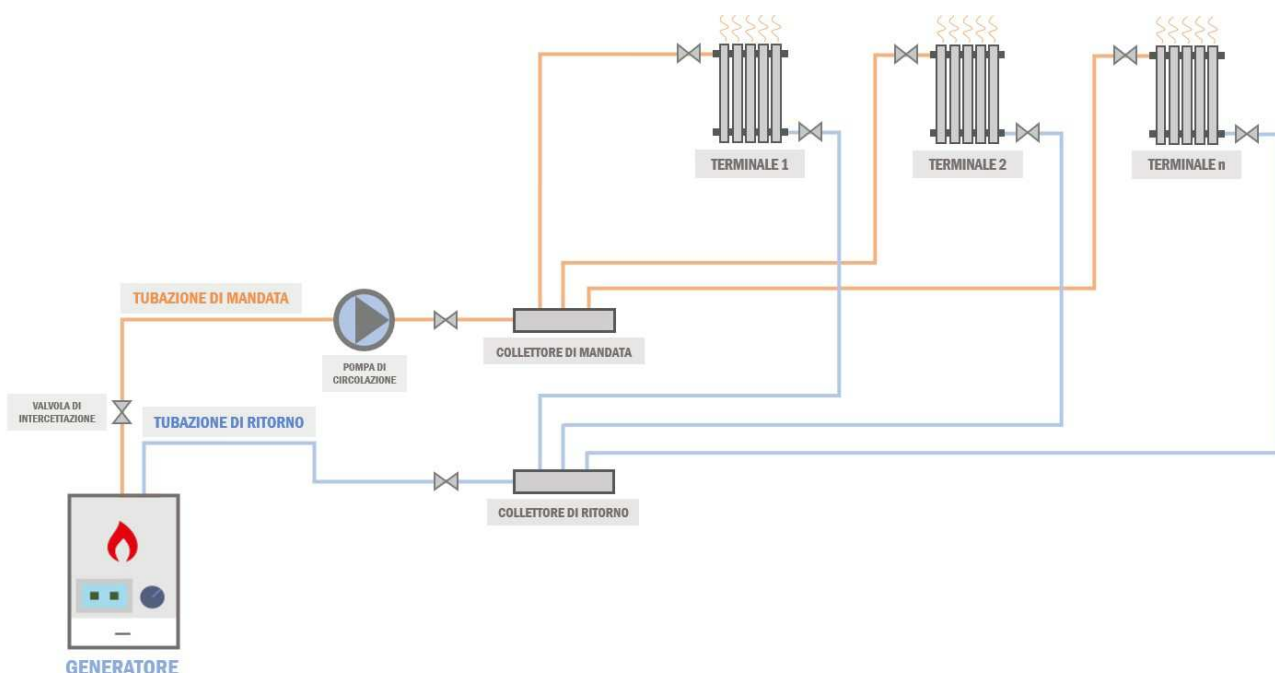 TERMINALE 1
TERMINALE 2
TERMINALE n
TUBAZIONE DI MANDATA
COLLETTORE DI MANDATA
POMPA DI
CIRCOLAZIONE
VALVOLA DI
INTERCETTAZIONE
TUBAZIONE DI RITORNO
COLLETTORE DI RITORNO
GENERATORE